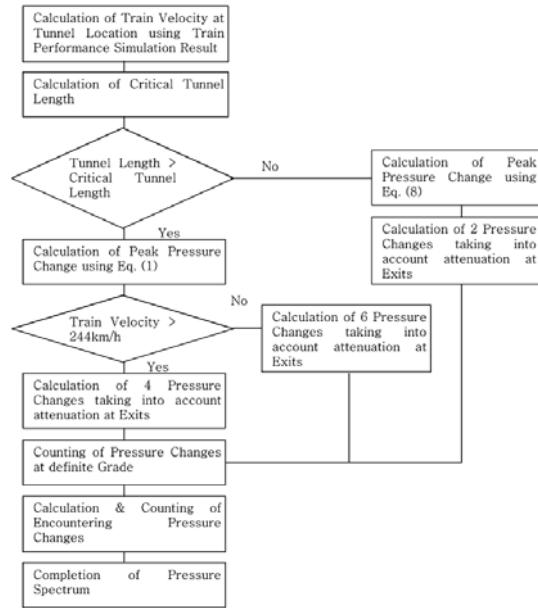 Calculation of Train Velocity at
Tunnel Location using Train
Performance Simulation Result
Calculation of Critical Tunnel
Length
Tunnel Length >
Critical Tunnel
Length
No
Calculation of Peak
Pressure Change using
Eq. (8)
Yes
Calculation of 2 Pressure
Changes taking into
account attenuation at
Exits
Calculation of Peak Pressure
Change using Eq. (1)
No
Train Velocity >
244km/h
Calculation of 6 Pressure
Changes taking into
account attenuation at
Exits
Yes
Calculation of 4 Pressure
Changes taking into account
attenuation at Exits
Counting of Pressure Changes
at definite Grade
Calculation & Counting of
Encountering Pressure
Changes
Completion of Pressure
Spectrum